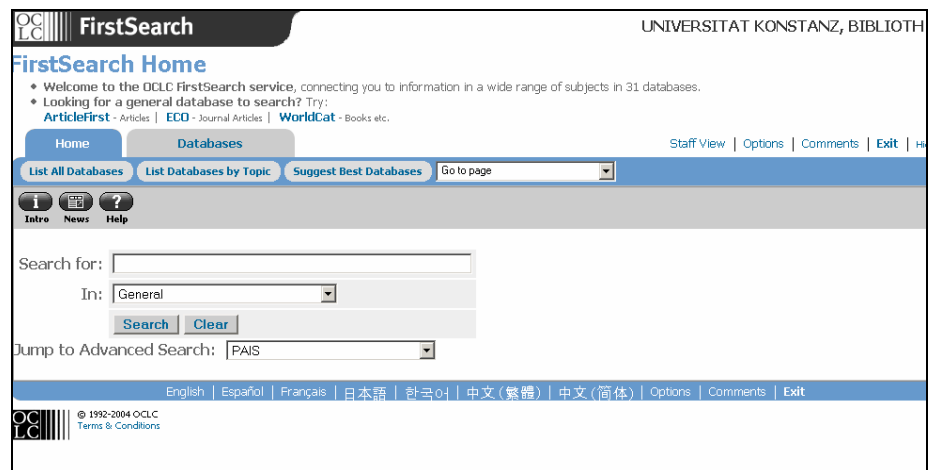 OCLC FirstSearch UNIVERSITAT KONSTANZ, BIBLIOTH
FirstSearch Home
• Welcome to the OCLC FirstSearch service, connecting you to information in a wide range of subjects in 31 databases.
• Looking for a general database to search? Try:
ArticleFirst - Articles | ECO - Journal Articles | WorldCat - Books etc.
Home Databases Staff View | Options | Comments | Exit | Hi
List All Databases List Databases by Topic Suggest Best Databases Go to page
i ?
Intro News Help
Search for:
In: General
Search Clear
Jump to Advanced Search: PAIS
English | Español | Français | 日本語 | 한국어 | 中文(繁體) | 中文(简体) | Options | Comments | Exit
OCLC © 1992-2004 OCLC
Terms & Conditions